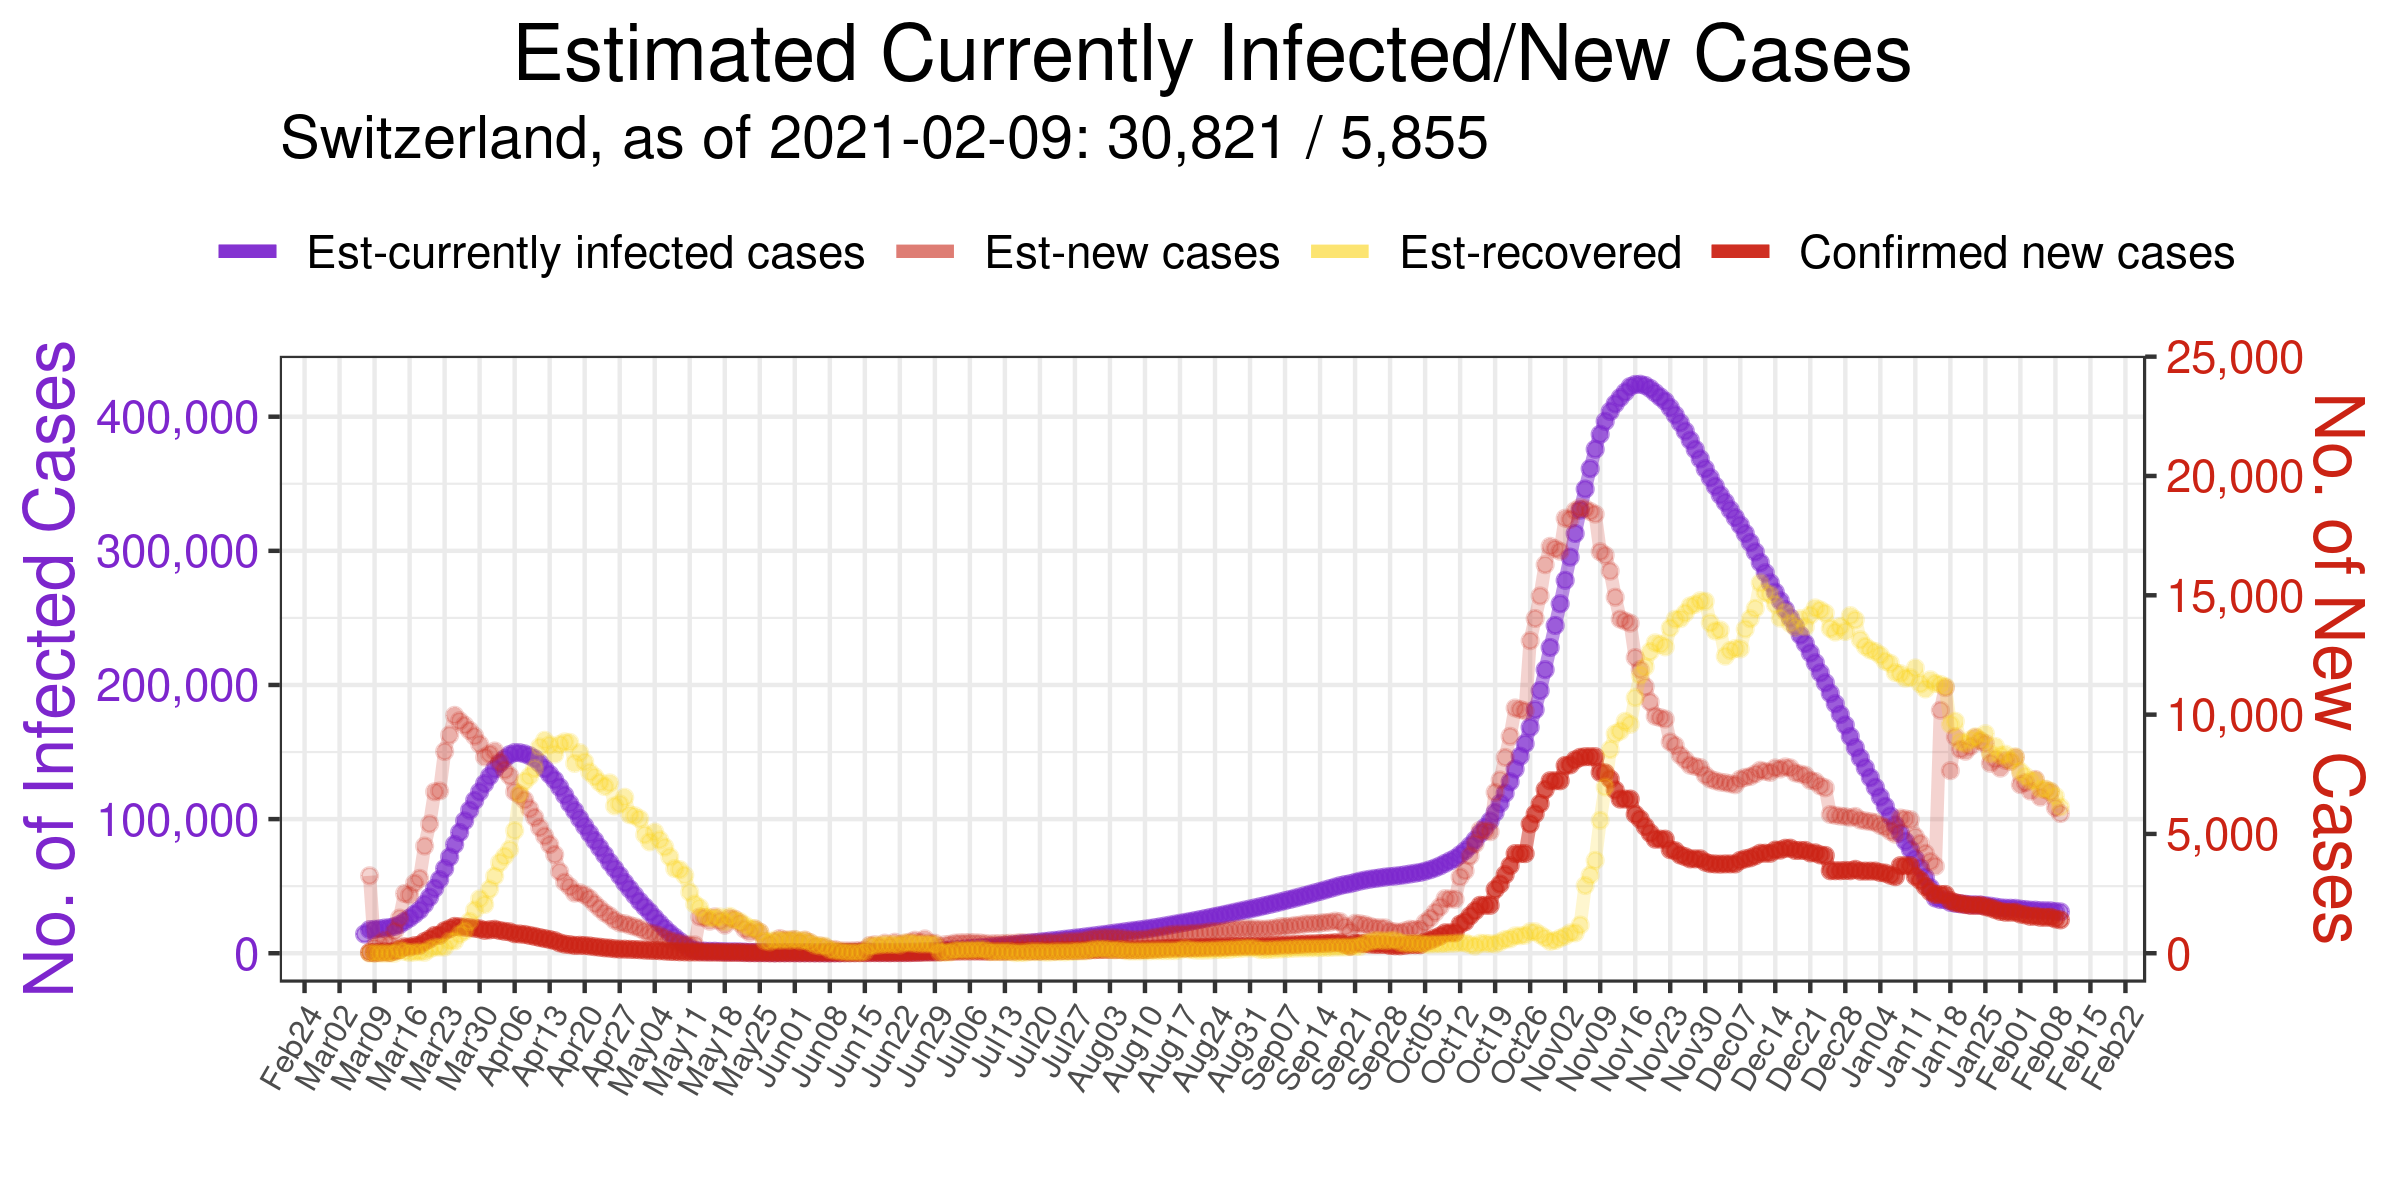 Estimated Currently Infected/New Cases
Switzerland, as of 2021-02-09: 30,821 / 5,855
Est-currently infected cases Est-new cases Est-recovered Confirmed new cases
No. of Infected Cases
400,000
300,000
200,000
100,000
0
25,000
20,000
15,000
10,000
5,000
0
No. of New Cases
Feb24 Mar02 Mar09 Mar16 Mar23 Mar30 Apr06 Apr13 Apr20 Apr27 May04 May11 May18 May25 Jun01 Jun08 Jun15 Jun22 Jun29 Jul06 Jul13 Jul20 Jul27 Aug03 Aug10 Aug17 Aug24 Aug31 Sep07 Sep14 Sep21 Sep28 Oct05 Oct12 Oct19 Oct26 Nov02 Nov09 Nov16 Nov23 Nov30 Dec07 Dec14 Dec21 Dec28 Jan04 Jan11 Jan18 Jan25 Feb01 Feb08 Feb15 Feb22